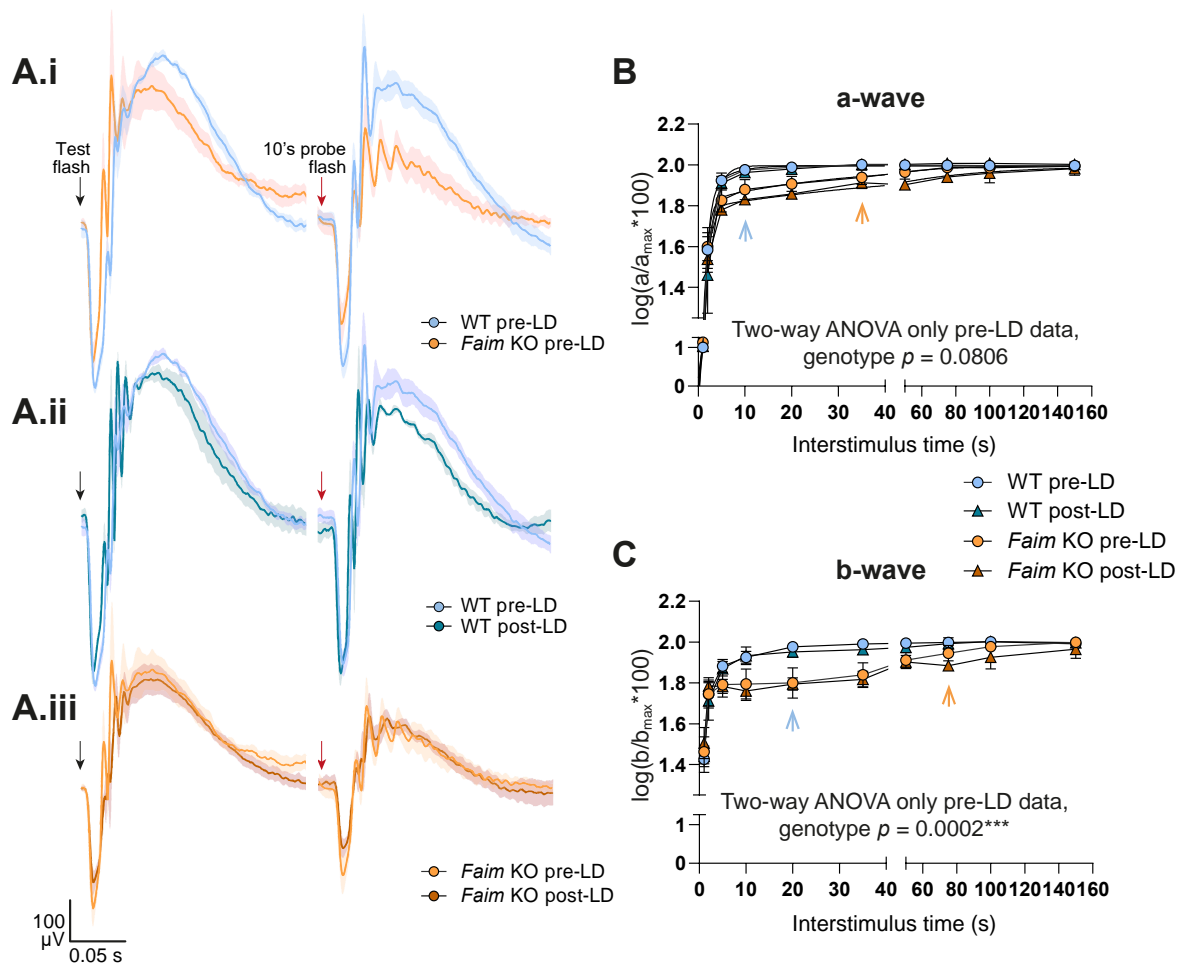 A.i
Test
flash
10's probe
flash
WT pre-LD
Faim KO pre-LD
A.ii
WT pre-LD
WT post-LD
A.iii
Faim KO pre-LD
Faim KO post-LD
100
µV
0.05 s
B
a-wave
log(a/amax*100)
2.2
2.0
1.8
1.6
1.4
1
0
Two-way ANOVA only pre-LD data,
genotype p = 0.0806
0 10 20 30 40 60 80 100 120 140 160
Interstimulus time (s)
WT pre-LD
WT post-LD
Faim KO pre-LD
Faim KO post-LD
C
b-wave
log(b/bmax*100)
2.2
2.0
1.8
1.6
1.4
1
0
Two-way ANOVA only pre-LD data,
genotype p = 0.0002***
0 10 20 30 40 60 80 100 120 140 160
Interstimulus time (s)